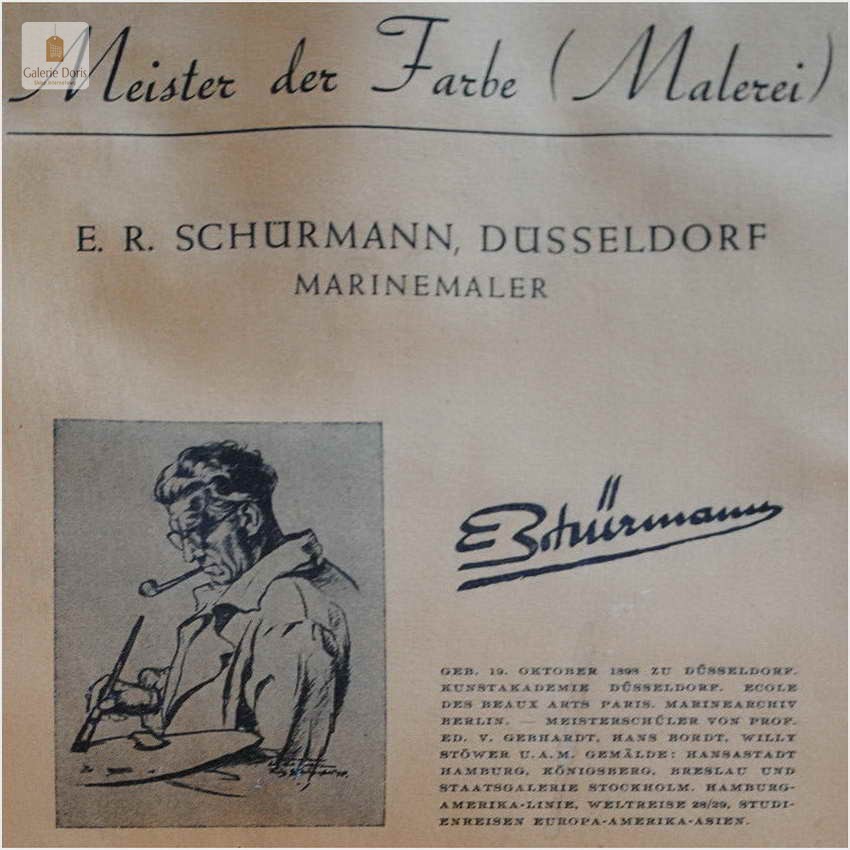 Galerie Doris
Meister der Farbe (Malerei)
E. R. SCHÜRMANN, DÜSSELDORF
MARINEMALER
ESchürmann
GEB. 19. OKTOBER 1898 ZU DÜSSELDORF.
KUNSTAKADEMIE DÜSSELDORF. ECOLE
DES BEAUX ARTS PARIS. MARINEARCHIV
BERLIN. — MEISTERSCHÜLER VON PROF.
ED. V. GEBHARDT, HANS BORDT, WILLY
STÖWER U. A. M. GEMÄLDE: HANSASTADT
HAMBURG, KÖNIGSBERG, BRESLAU UND
STAATSGALERIE STOCKHOLM. HAMBURG-
AMERIKA-LINIE, WELTREISE 28/29, STUDI-
ENREISEN EUROPA-AMERIKA-ASIEN.